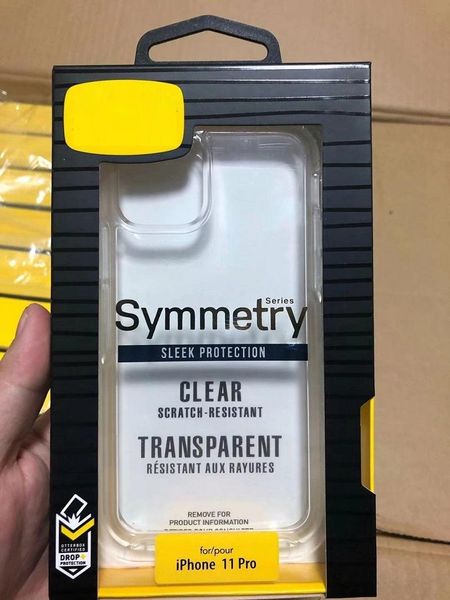 Series
Symmetry
SLEEK PROTECTION
CLEAR
SCRATCH-RESISTANT
TRANSPARENT
RÉSISTANT AUX RAYURES
REMOVE FOR
PRODUCT INFORMATION
for/pour
iPhone 11 Pro
OTTERBOX
CERTIFIED
DROP+
PROTECTION